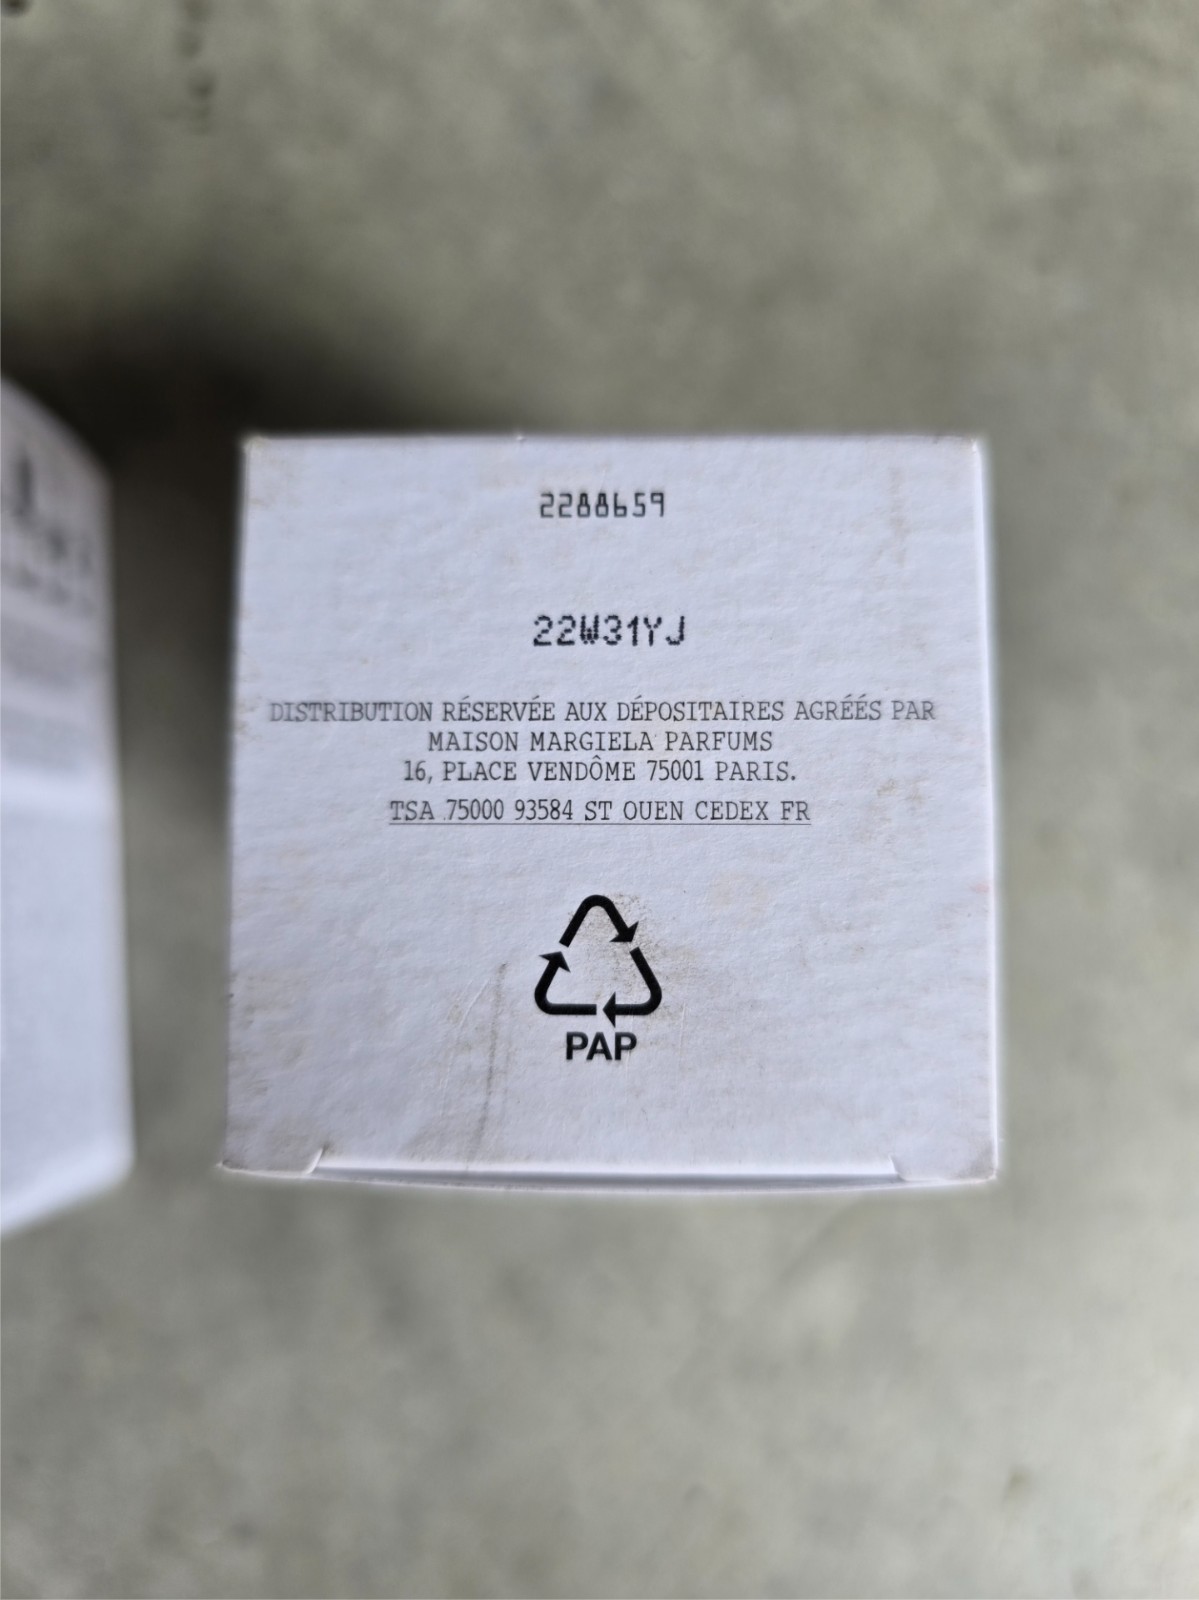 2288659
22W31YJ
DISTRIBUTION RÉSERVÉE AUX DÉPOSITAIRES AGRÉÉS PAR
MAISON MARGIELA PARFUMS
16, PLACE VENDÔME 75001 PARIS.
TSA 75000 93584 ST OUEN CEDEX FR
PAP